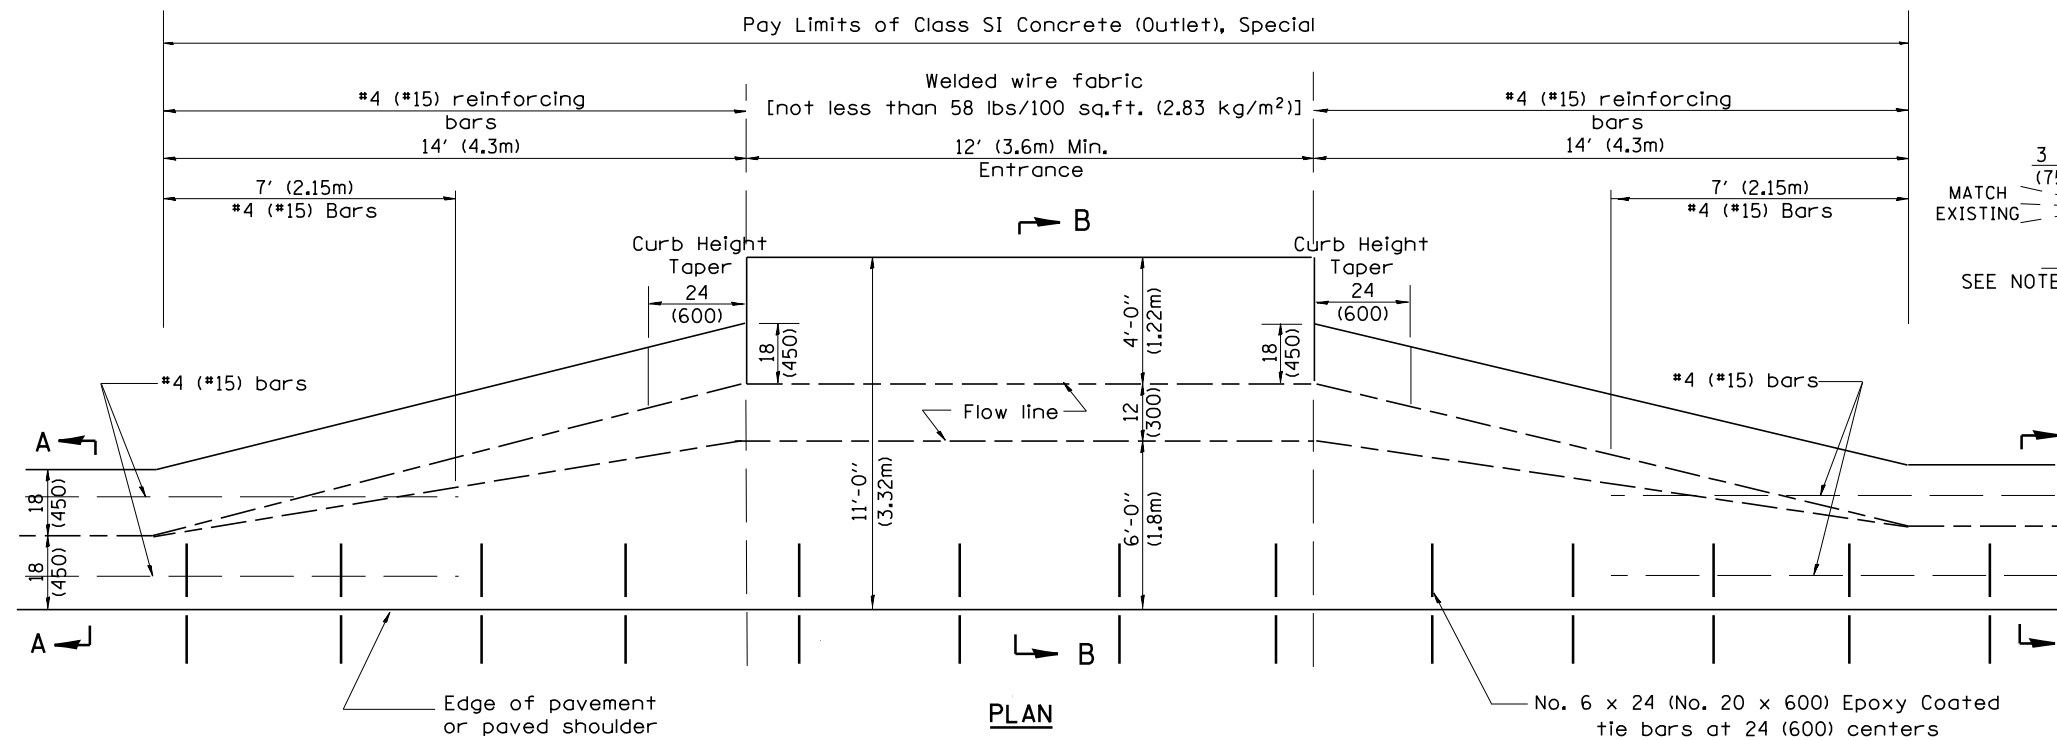 Pay Limits of Class SI Concrete (Outlet), Special
Welded wire fabric
[not less than 58 lbs/100 sq.ft. (2.83 kg/m²)]
#4 (#15) reinforcing
bars
#4 (#15) reinforcing
bars
14' (4.3m)
12' (3.6m) Min.
Entrance
14' (4.3m)
7' (2.15m)
#4 (#15) Bars
7' (2.15m)
#4 (#15) Bars
3
MATCH
EXISTING
SEE NOTE
B
Curb Height
Taper
24
(600)
Curb Height
Taper
24
(600)
18
(450)
4'-0"
(1.22m)
18
(450)
#4 (#15) bars
#4 (#15) bars
Flow line
12
(300)
A
18
(450)
11'-0"
(3.32m)
6'-0"
(1.8m)
18
(450)
A
B
Edge of pavement
or paved shoulder
PLAN
No. 6 x 24 (No. 20 x 600) Epoxy Coated
tie bars at 24 (600) centers